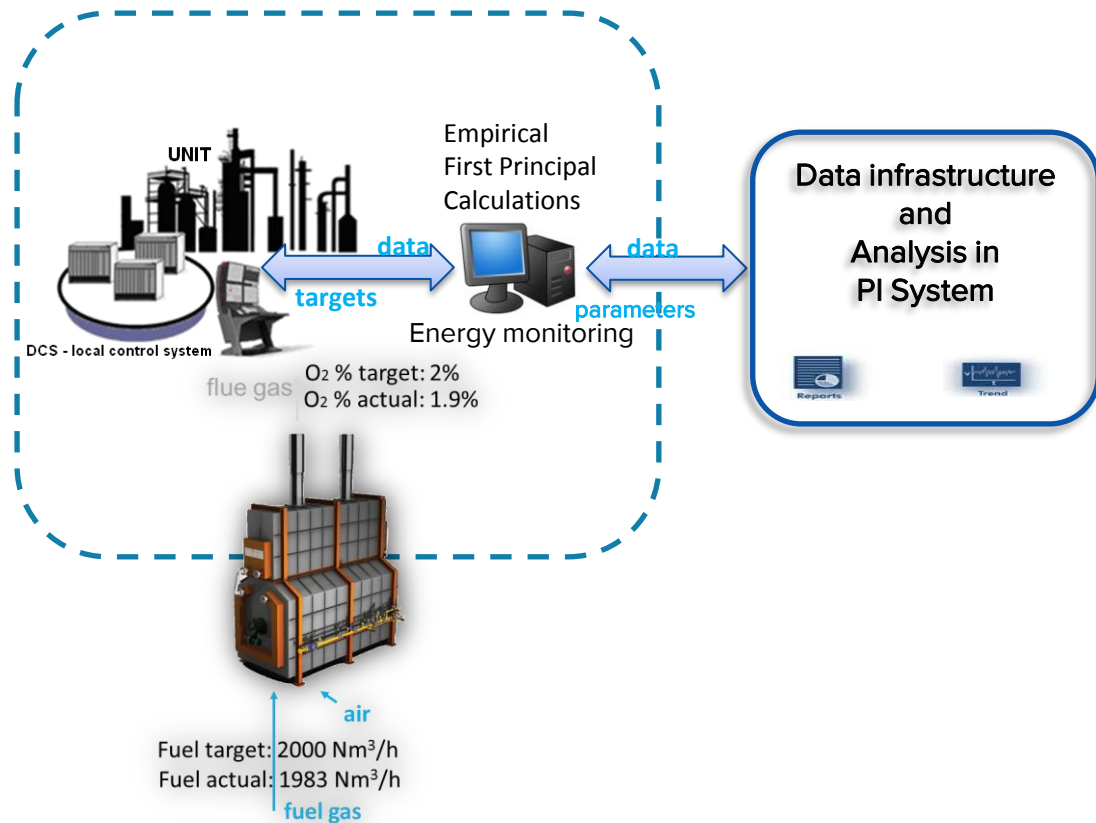 Empirical
First Principal
Calculations
UNIT
data
targets
data
parameters
Energy monitoring
DCS - local control system
Data infrastructure
and
Analysis in
PI System
Reports
Trend
flue gas
O₂ % target: 2%
O₂ % actual: 1.9%
air
Fuel target: 2000 Nm³/h
Fuel actual: 1983 Nm³/h
fuel gas